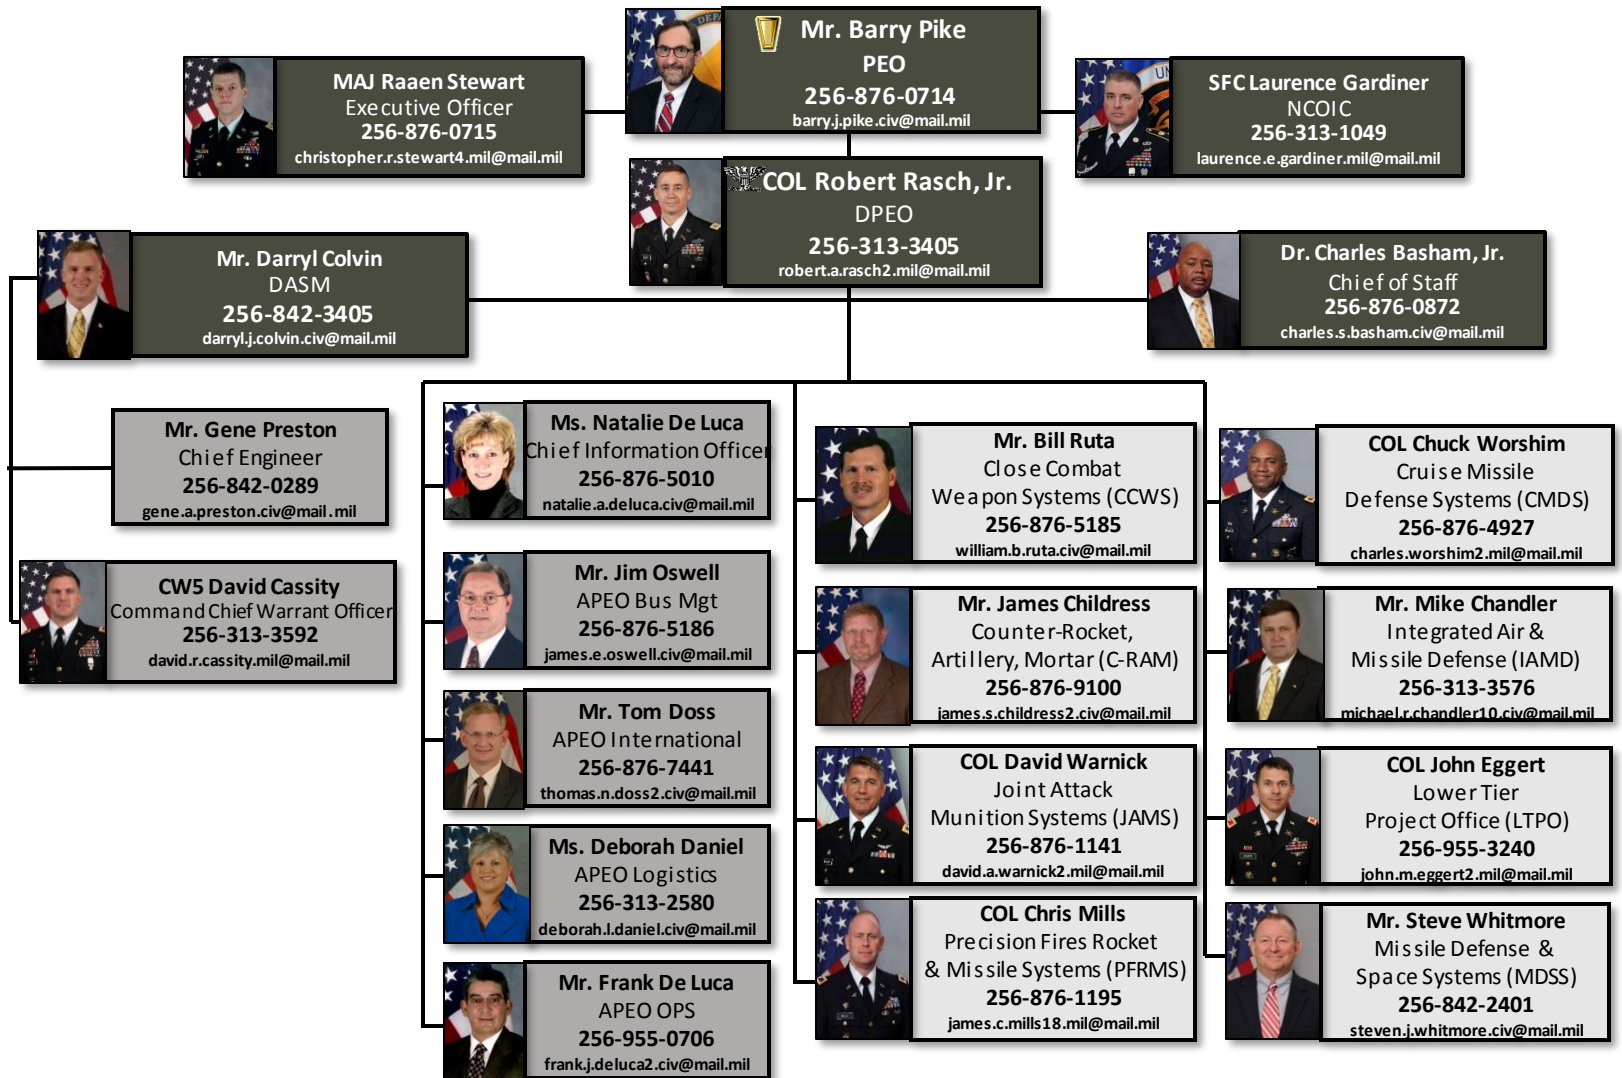 Mr. Barry Pike
PEO
256-876-0714
barry.j.pike.civ@mail.mil
MAJ Raaen Stewart
Executive Officer
256-876-0715
christopher.r.stewart4.mil@mail.mil
SFC Laurence Gardiner
NCOIC
256-313-1049
laurence.e.gardiner.mil@mail.mil
COL Robert Rasch, Jr.
DPEO
256-313-3405
robert.a.rasch2.mil@mail.mil
Mr. Darryl Colvin
DASM
256-842-3405
darryl.j.colvin.civ@mail.mil
Dr. Charles Basham, Jr.
Chief of Staff
256-876-0872
charles.s.basham.civ@mail.mil
Mr. Gene Preston
Chief Engineer
256-842-0289
gene.a.preston.civ@mail.mil
CW5 David Cassity
Command Chief Warrant Officer
256-313-3592
david.r.cassity.mil@mail.mil
Ms. Natalie De Luca
Chief Information Officer
256-876-5010
natalie.a.deluca.civ@mail.mil
Mr. Jim Oswell
APEO Bus Mgt
256-876-5186
james.e.oswell.civ@mail.mil
Mr. Tom Doss
APEO International
256-876-7441
thomas.n.doss2.civ@mail.mil
Ms. Deborah Daniel
APEO Logistics
256-313-2580
deborah.l.daniel.civ@mail.mil
Mr. Frank De Luca
APEO OPS
256-955-0706
frank.j.deluca2.civ@mail.mil
Mr. Bill Ruta
Close Combat
Weapon Systems (CCWS)
256-876-5185
william.b.ruta.civ@mail.mil
Mr. James Childress
Counter-Rocket,
Artillery, Mortar (C-RAM)
256-876-9100
james.s.childress2.civ@mail.mil
COL David Warnick
Joint Attack
Munition Systems (JAMS)
256-876-1141
david.a.warnick2.mil@mail.mil
COL Chris Mills
Precision Fires Rocket
& Missile Systems (PFRMS)
256-876-1195
james.c.mills18.mil@mail.mil
COL Chuck Worshim
Cruise Missile
Defense Systems (CMDS)
256-876-4927
charles.worshim2.mil@mail.mil
Mr. Mike Chandler
Integrated Air &
Missile Defense (IAMD)
256-313-3576
michael.r.chandler10.civ@mail.mil
COL John Eggert
Lower Tier
Project Office (LTPO)
256-955-3240
john.m.eggert2.mil@mail.mil
Mr. Steve Whitmore
Missile Defense &
Space Systems (MDSS)
256-842-2401
steven.j.whitmore.civ@mail.mil